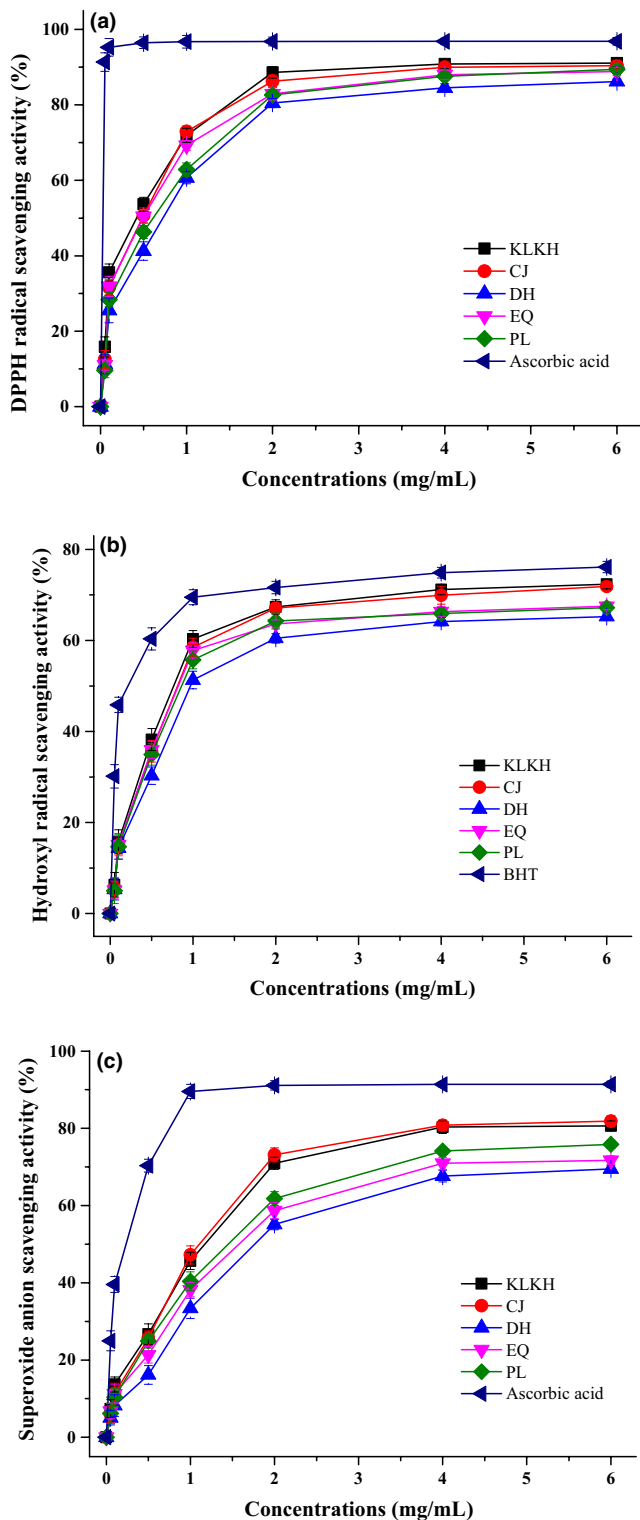 (a)
DPPH radical scavenging activity (%)
100
80
60
40
20
0
KLKH
CJ
DH
EQ
PL
Ascorbic acid
0 1 2 3 4 5 6
Concentrations (mg/mL)
(b)
Hydroxyl radical scavenging activity (%)
80
60
40
20
0
KLKH
CJ
DH
EQ
PL
BHT
0 1 2 3 4 5 6
Concentrations (mg/mL)
(c)
Superoxide anion scavenging activity (%)
100
80
60
40
20
0
KLKH
CJ
DH
EQ
PL
Ascorbic acid
0 1 2 3 4 5 6
Concentrations (mg/mL)